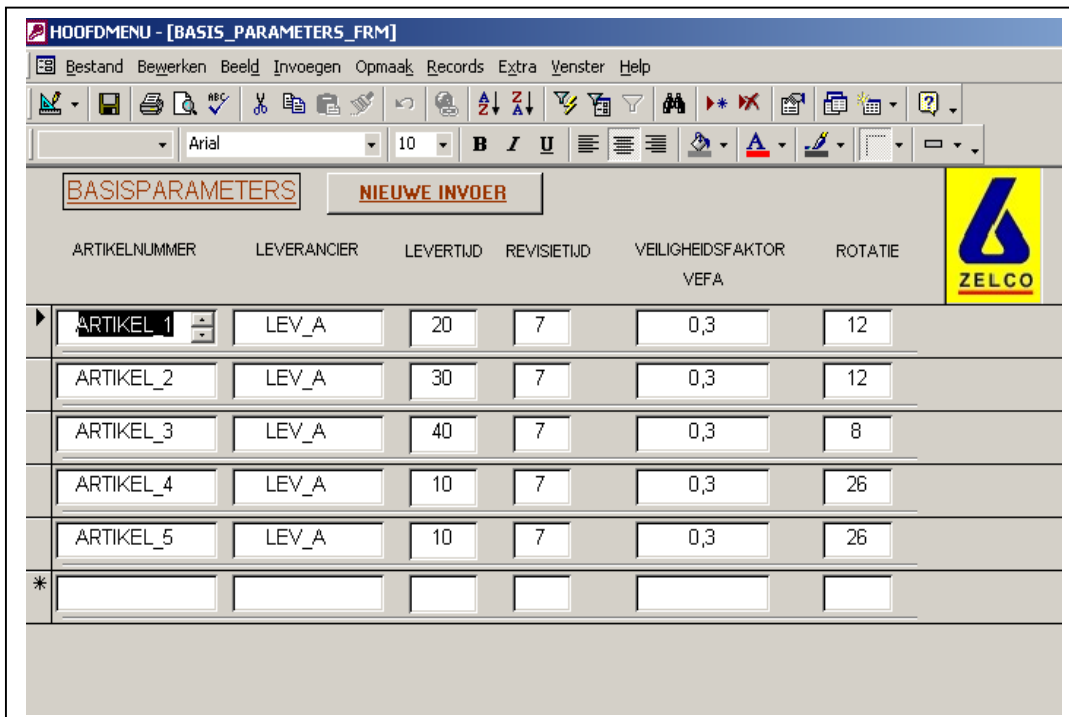 HOOFDMENU - [BASIS_PARAMETERS_FRM]
Bestand Bewerken Beeld Invoegen Opmaak Records Extra Venster Help
Arial 10 B I U
BASISPARAMETERS NIEUWE INVOER
ARTIKELNUMMER LEVERANCIER LEVERTIJD REVISIETIJD VEILIGHEIDSFAKTOR ROTATIE
VEFA
ZELCO
ARTIKEL_1 LEV_A 20 7 0,3 12
ARTIKEL_2 LEV_A 30 7 0,3 12
ARTIKEL_3 LEV_A 40 7 0,3 8
ARTIKEL_4 LEV_A 10 7 0,3 26
ARTIKEL_5 LEV_A 10 7 0,3 26